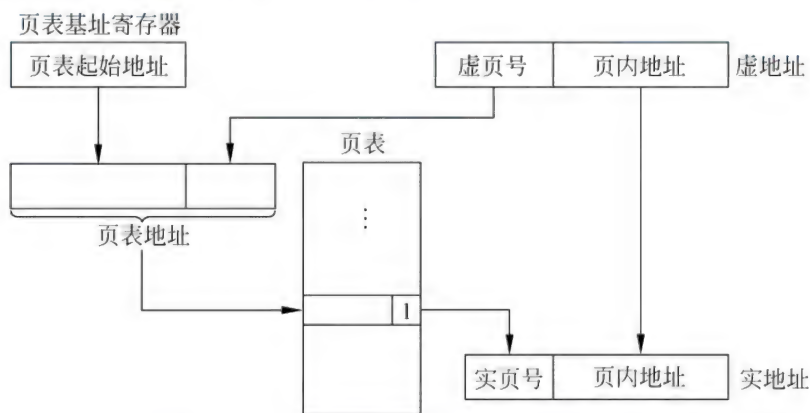 页表基址寄存器
页表起始地址
虚页号 页内地址 虚地址
页表
⋮
页表地址
1
实页号 页内地址 实地址